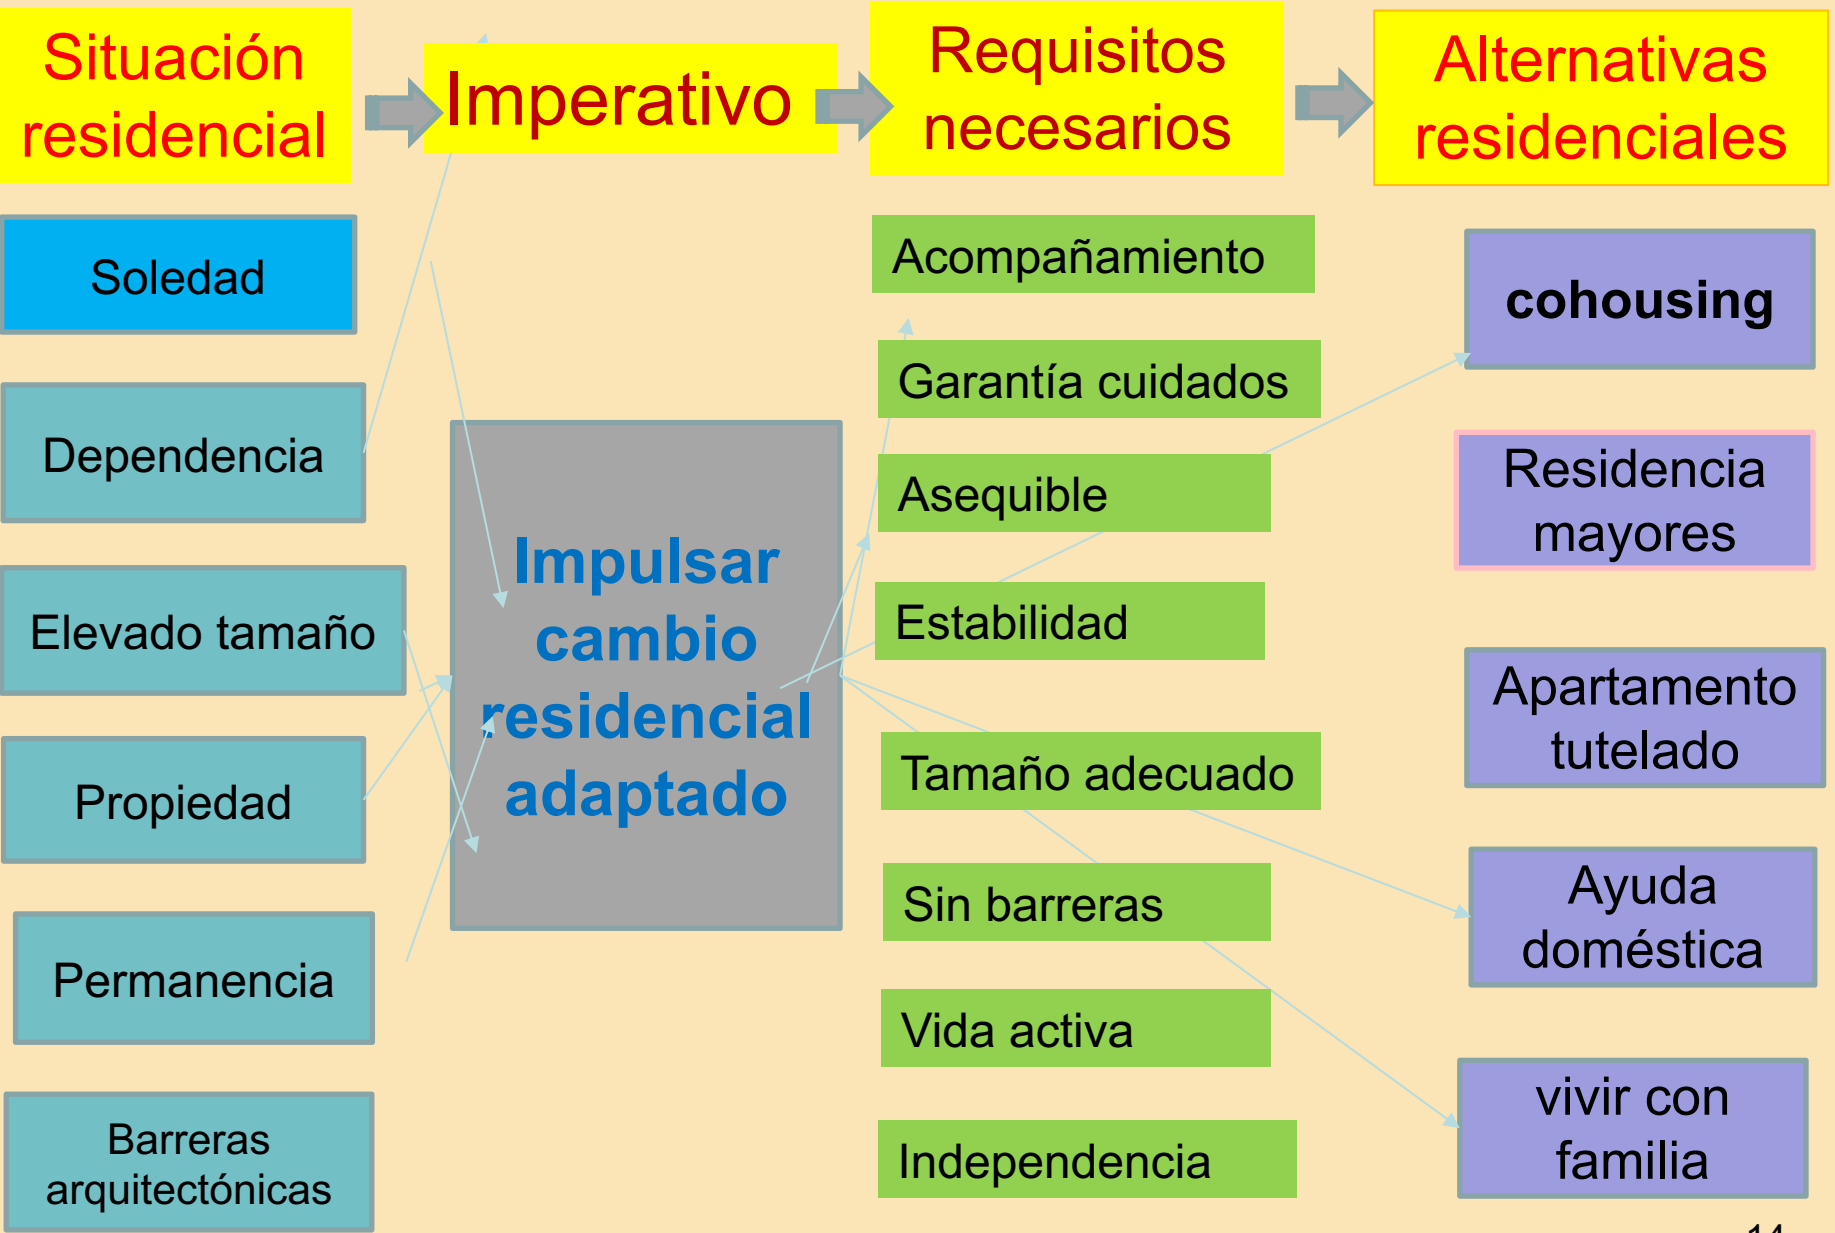 Situación
residencial
Imperativo
Requisitos
necesarios
Alternativas
residenciales
Soledad
Dependencia
Elevado tamaño
Propiedad
Permanencia
Barreras
arquitectónicas
Impulsar
cambio
residencial
adaptado
Acompañamiento
Garantía cuidados
Asequible
Estabilidad
Tamaño adecuado
Sin barreras
Vida activa
Independencia
cohousing
Residencia
mayores
Apartamento
tutelado
Ayuda
doméstica
vivir con
familia
14